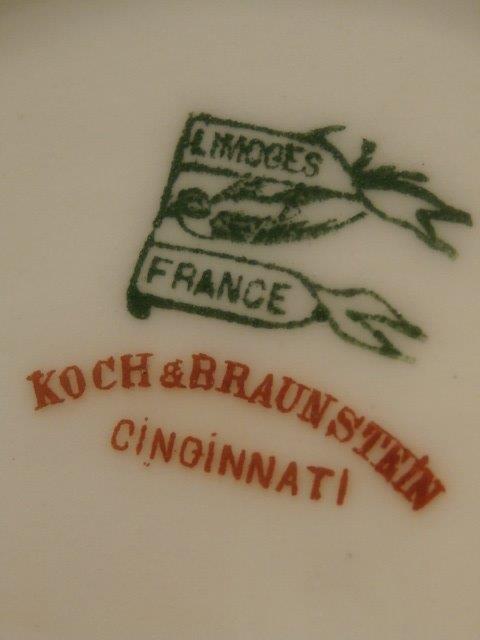 LIMOGES
FRANCE
KOCH & BRAUNSTEIN
CINCINNATI